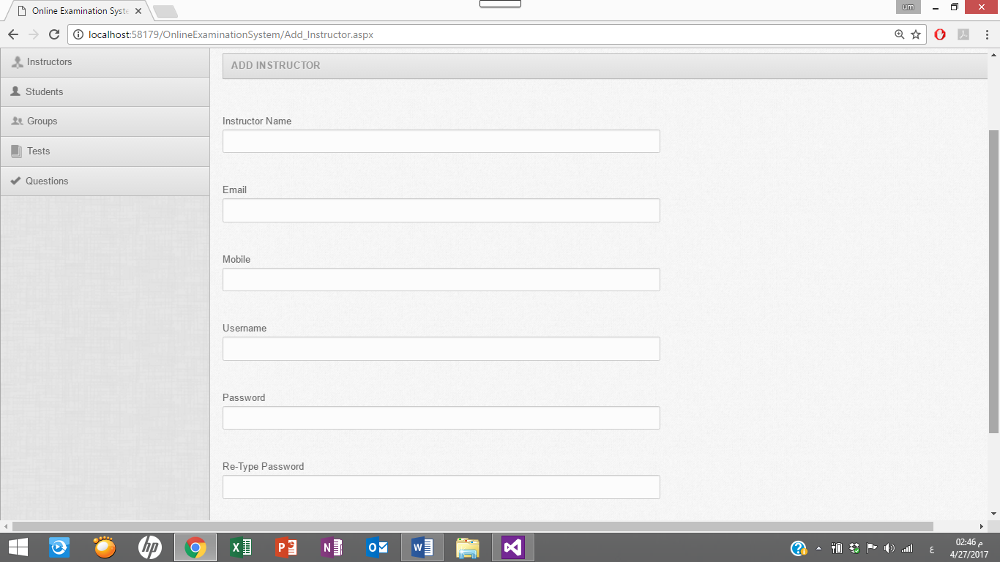 Online Examination Syste
um
localhost:58179/OnlineExaminationSystem/Add_Instructor.aspx
Instructors
Students
Groups
Tests
Questions
ADD INSTRUCTOR
Instructor Name
Email
Mobile
Username
Password
Re-Type Password
ع
02:46 م
4/27/2017